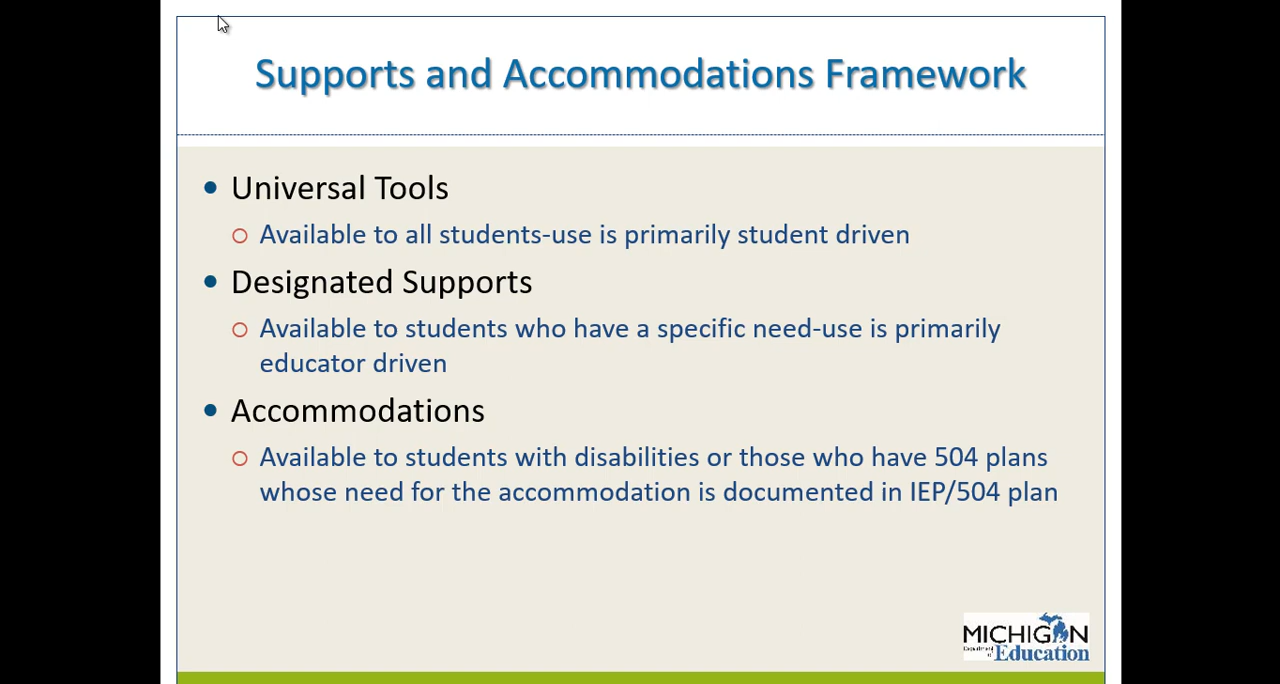 Supports and Accommodations Framework
• Universal Tools
○ Available to all students-use is primarily student driven
• Designated Supports
○ Available to students who have a specific need-use is primarily
educator driven
• Accommodations
○ Available to students with disabilities or those who have 504 plans
whose need for the accommodation is documented in IEP/504 plan
MICHIGAN
Department of Education